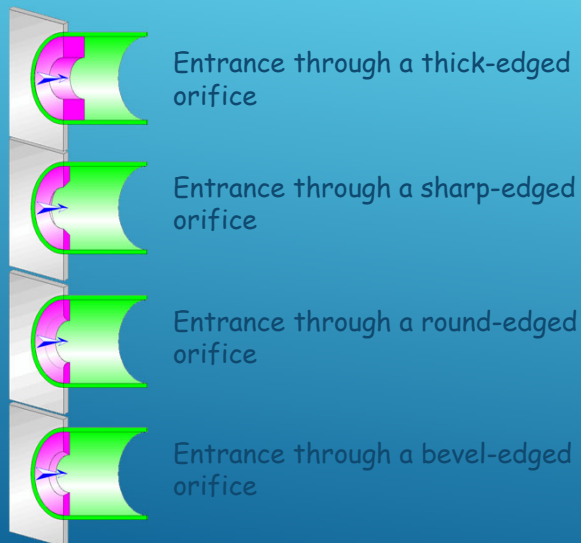 Entrance through a thick-edged
orifice
Entrance through a sharp-edged
orifice
Entrance through a round-edged
orifice
Entrance through a bevel-edged
orifice